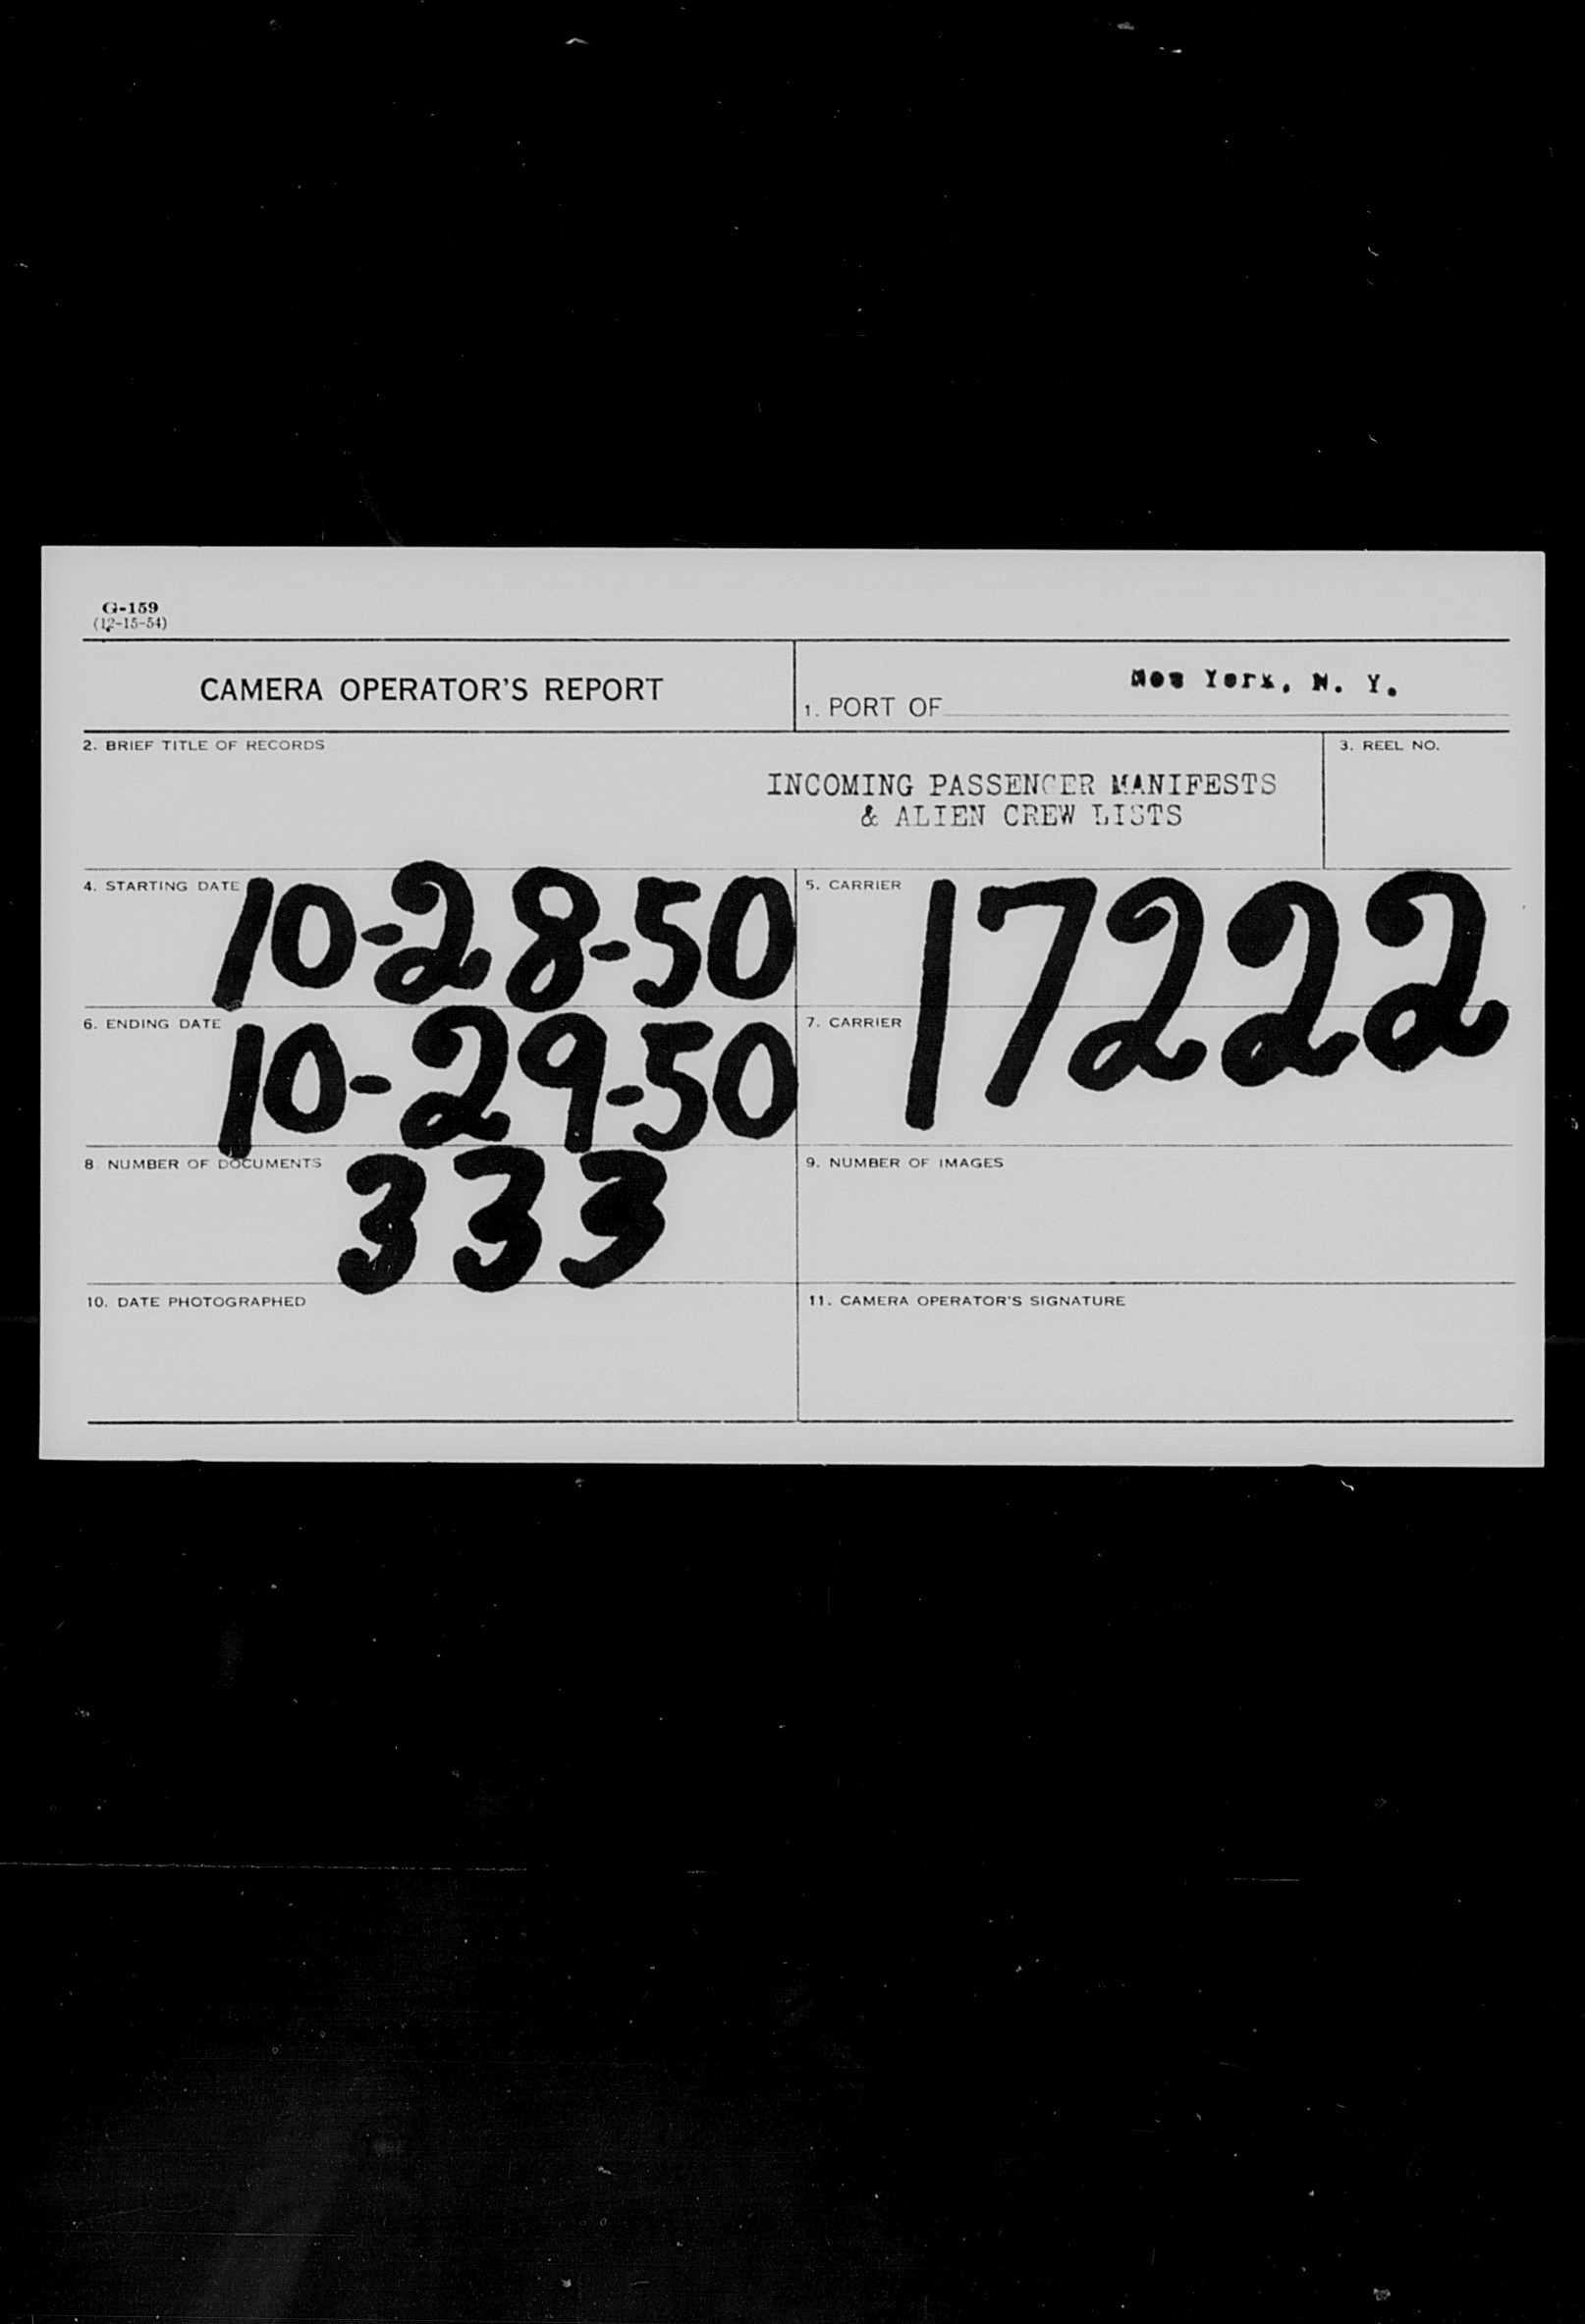 G-159
(12-15-54)
CAMERA OPERATOR'S REPORT
1. PORT OF New York, N. Y.
2. BRIEF TITLE OF RECORDS
INCOMING PASSENGER MANIFESTS
& ALIEN CREW LISTS
3. REEL NO.
4. STARTING DATE 10-28-50
5. CARRIER 17222
6. ENDING DATE 10-29-50
7. CARRIER
8. NUMBER OF DOCUMENTS 333
9. NUMBER OF IMAGES
10. DATE PHOTOGRAPHED
11. CAMERA OPERATOR'S SIGNATURE